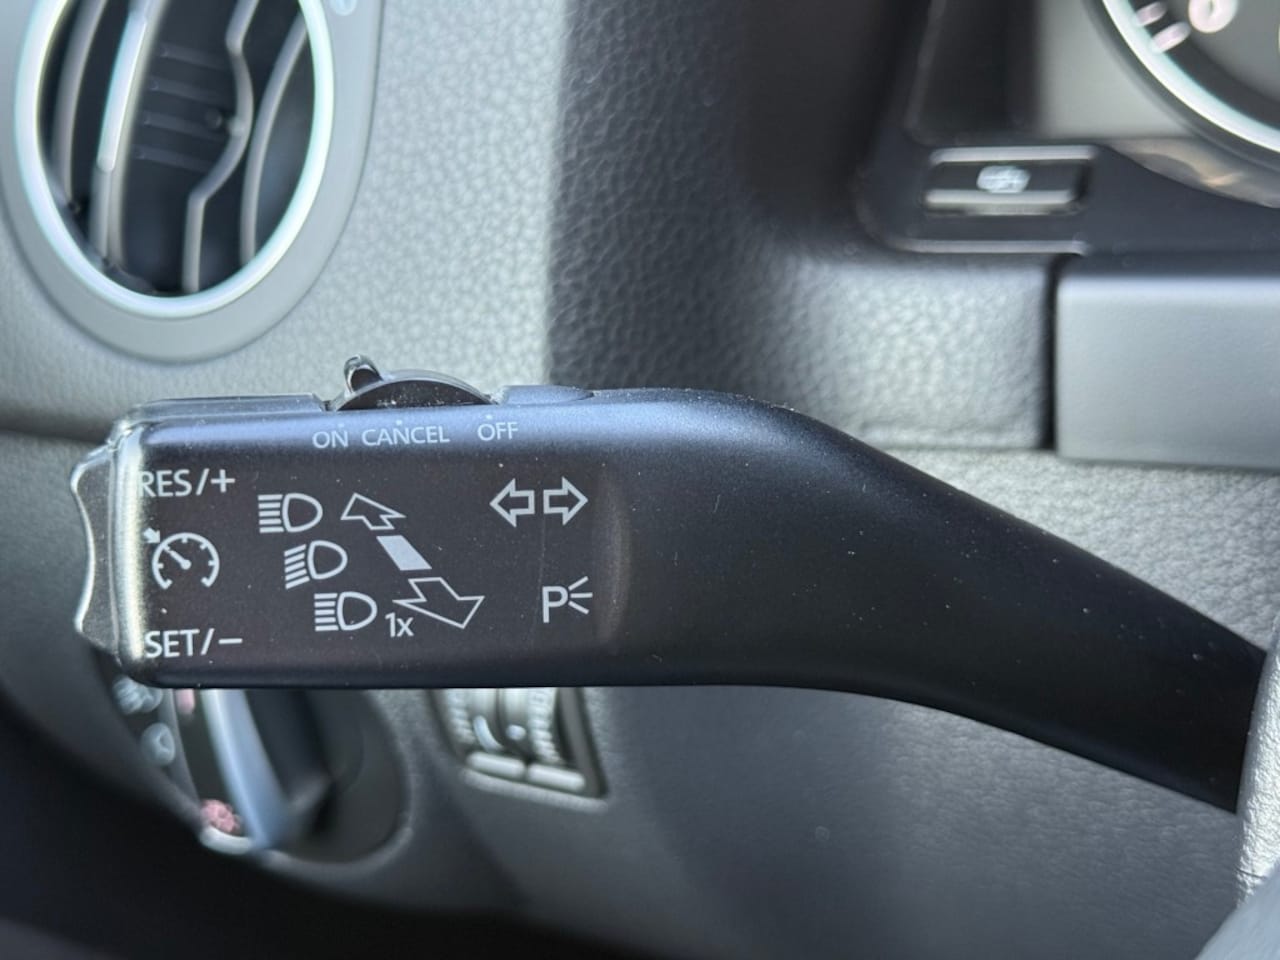 ON CANCEL OFF
RES/+
1x
P
SET/−